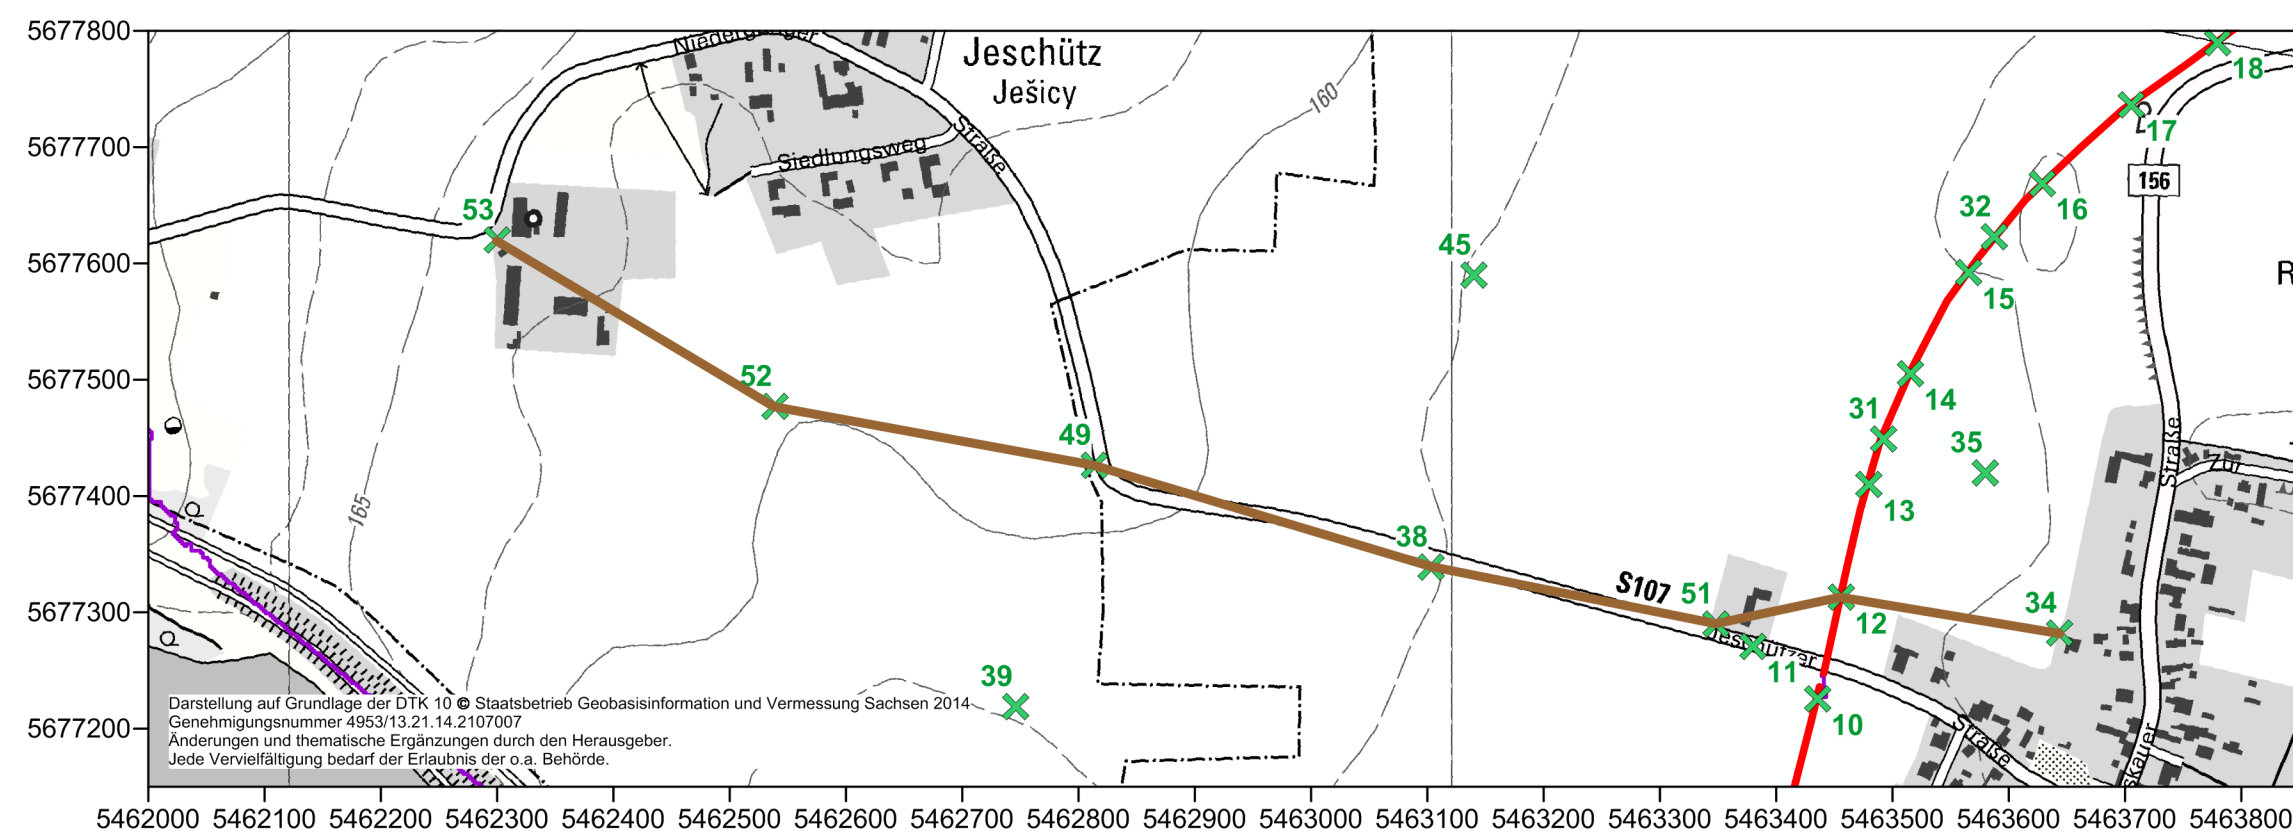 5677800
5677700
5677600
5677500
5677400
5677300
5677200
5462000 5462100 5462200 5462300 5462400 5462500 5462600 5462700 5462800 5462900 5463000 5463100 5463200 5463300 5463400 5463500 5463600 5463700 5463800
Jeschütz
Ješicy
Straße
Siedlungsweg
160
165
156
18
17
16
32
15
45
14
31
35
13
53
52
49
38
51
S107
12
34
11
10
39
Straße
Zur
Straße
R
Darstellung auf Grundlage der DTK 10 © Staatsbetrieb Geobasisinformation und Vermessung Sachsen 2014
Genehmigungsnummer 4953/13.21.14.2107007
Änderungen und thematische Ergänzungen durch den Herausgeber.
Jede Vervielfältigung bedarf der Erlaubnis der o.a. Behörde.